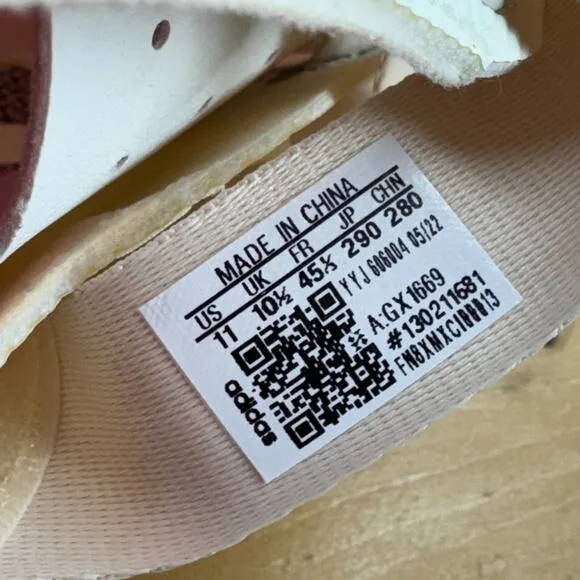 MADE IN CHINA
US UK FR JP CHN
11 10½ 45⅓ 290 280
YYJ 606004 05/22
A:GX1669
#130211681
adidas